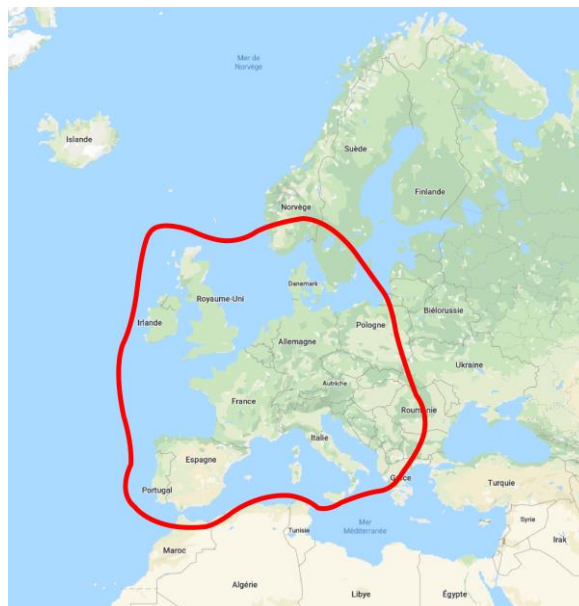 Mer de
Norvège
Islande
Suède
Finlande
Norvège
Danemark
Royaume-Uni
Irlande
Biélorussie
Pologne
Allemagne
Ukraine
Autriche
France
Roumanie
Italie
Espagne
Grèce
Portugal
Turquie
Syrie
Mer
Méditerranée
Tunisie
Irak
Maroc
Algérie
Libye
Égypte